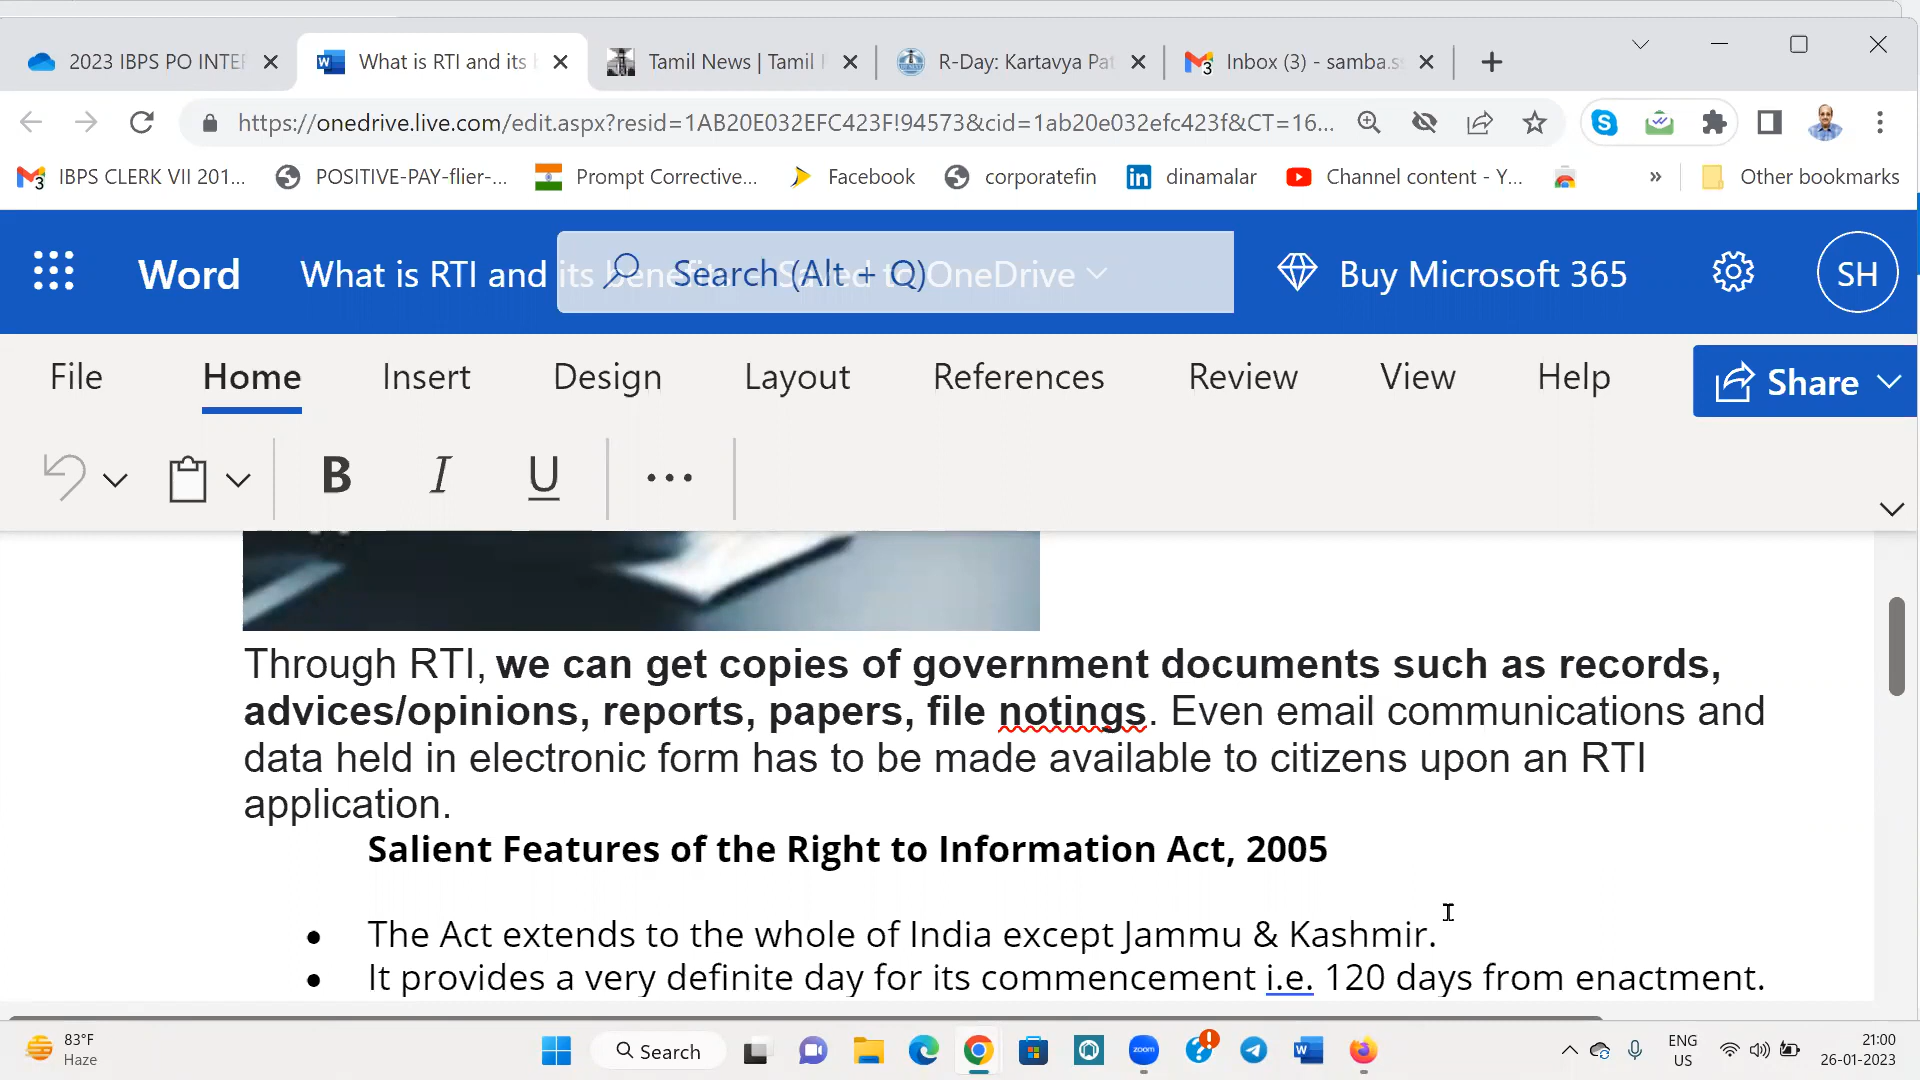 2023 IBPS PO INTE
What is RTI and its
Tamil News | Tamil
R-Day: Kartavya Pat
Inbox (3) - samba.s
https://onedrive.live.com/edit.aspx?resid=1AB20E032EFC423F!94573&cid=1ab20e032efc423f&CT=16...
IBPS CLERK VII 201...
POSITIVE-PAY-flier-...
Prompt Corrective...
Facebook
corporatefin
dinamalar
Channel content - Y...
»
Other bookmarks
Word
What is RTI and its benefits
Search (Alt + Q)
OneDrive
Buy Microsoft 365
SH
File Home Insert Design Layout References Review View Help
Share
B I U ...
Through RTI, we can get copies of government documents such as records,
advices/opinions, reports, papers, file notings. Even email communications and
data held in electronic form has to be made available to citizens upon an RTI
application.
Salient Features of the Right to Information Act, 2005
• The Act extends to the whole of India except Jammu & Kashmir.
• It provides a very definite day for its commencement i.e. 120 days from enactment.
83°F
Haze
Search
zoom
ENG
US
21:00
26-01-2023